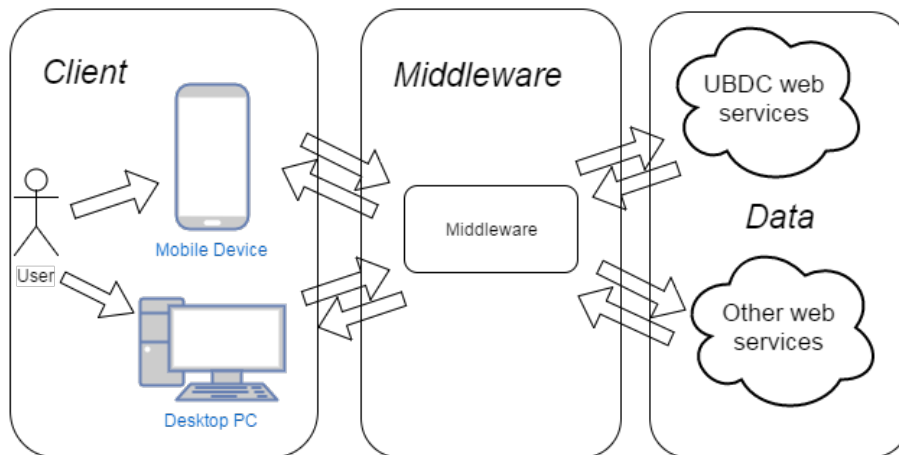 Client
Mobile Device
User
Desktop PC
Middleware
Middleware
UBDC web
services
Data
Other web
services